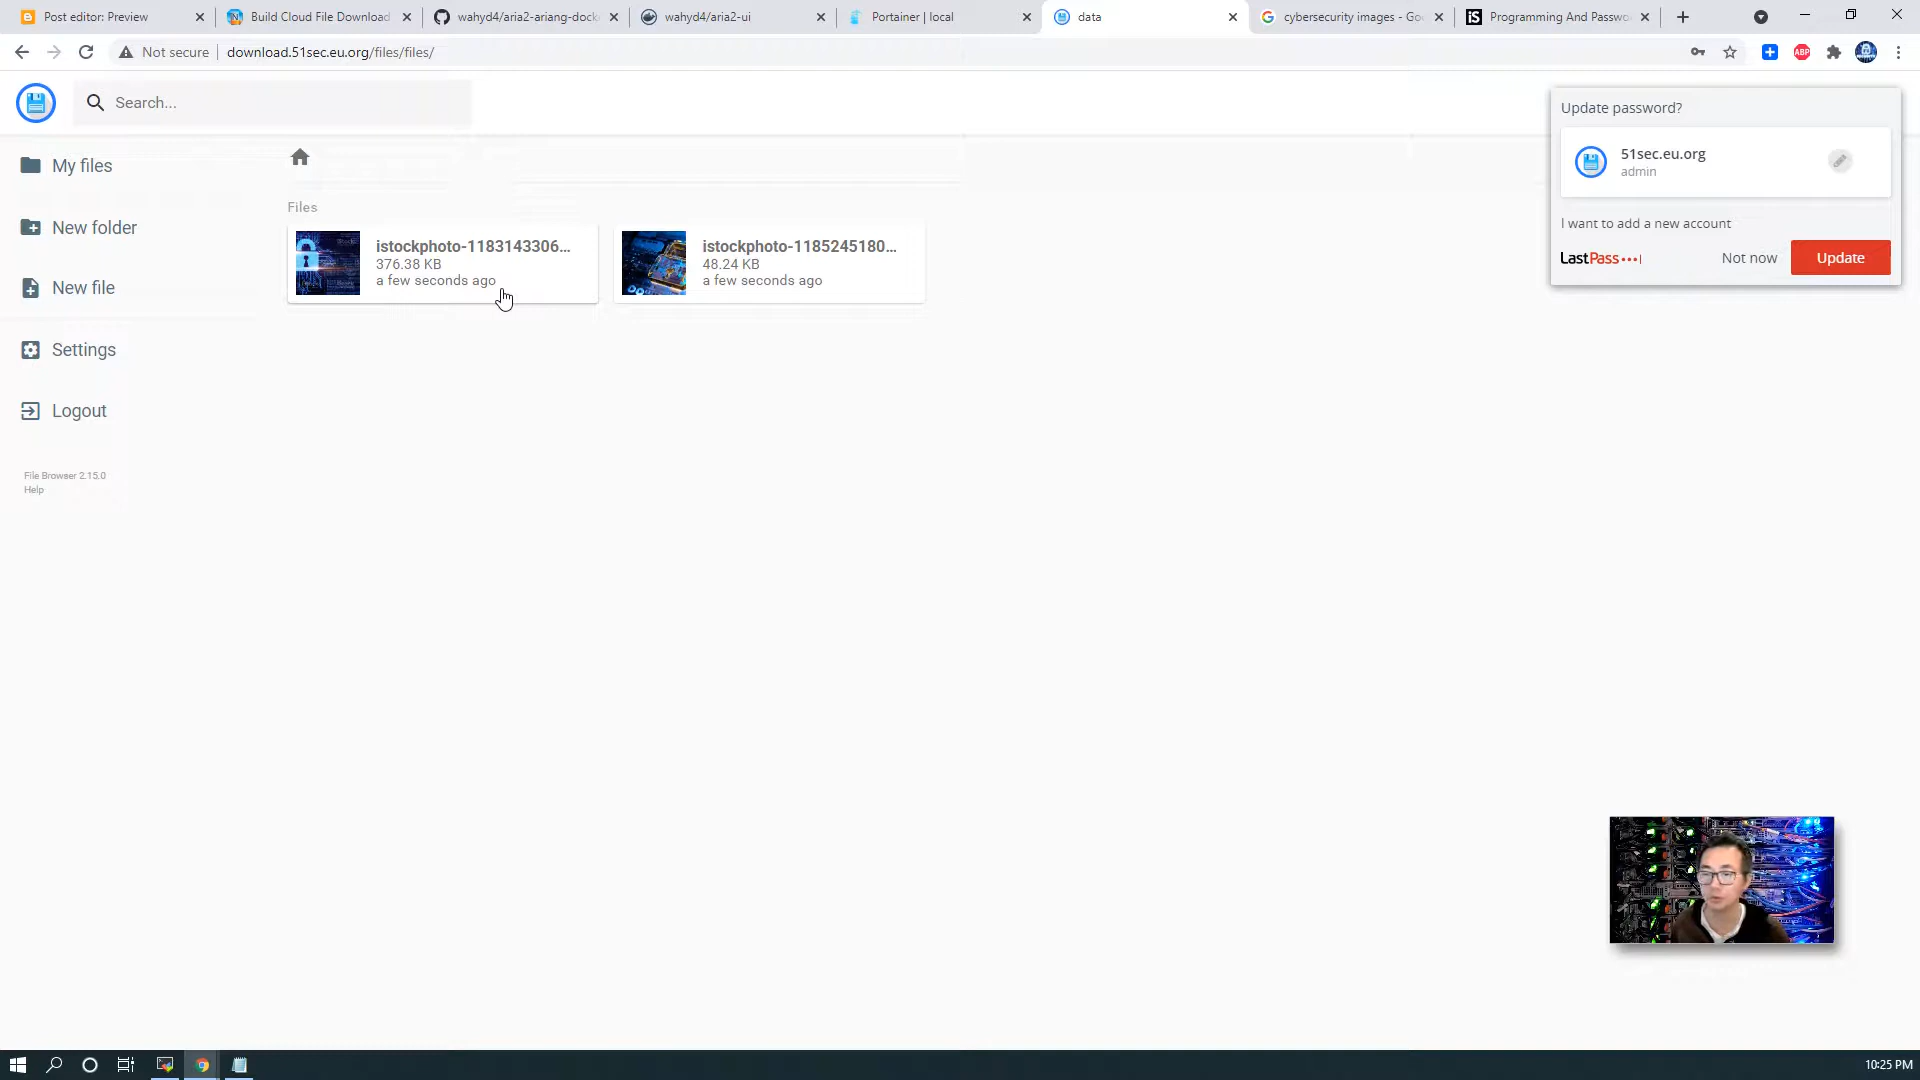 Post editor: Preview
Build Cloud File Download
wahyd4/aria2-ariang-dock
wahyd4/aria2-ui
Portainer | local
data
cybersecurity images - Goo
iS
Programming And Passwo
Not secure
download.51sec.eu.org/files/files/
ABP
Search...
Update password?
51sec.eu.org
admin
I want to add a new account
LastPass
Not now
Update
My files
New folder
New file
Settings
Logout
File Browser 2.15.0
Help
Files
istockphoto-1183143306...
376.38 KB
a few seconds ago
istockphoto-1185245180...
48.24 KB
a few seconds ago
10:25 PM